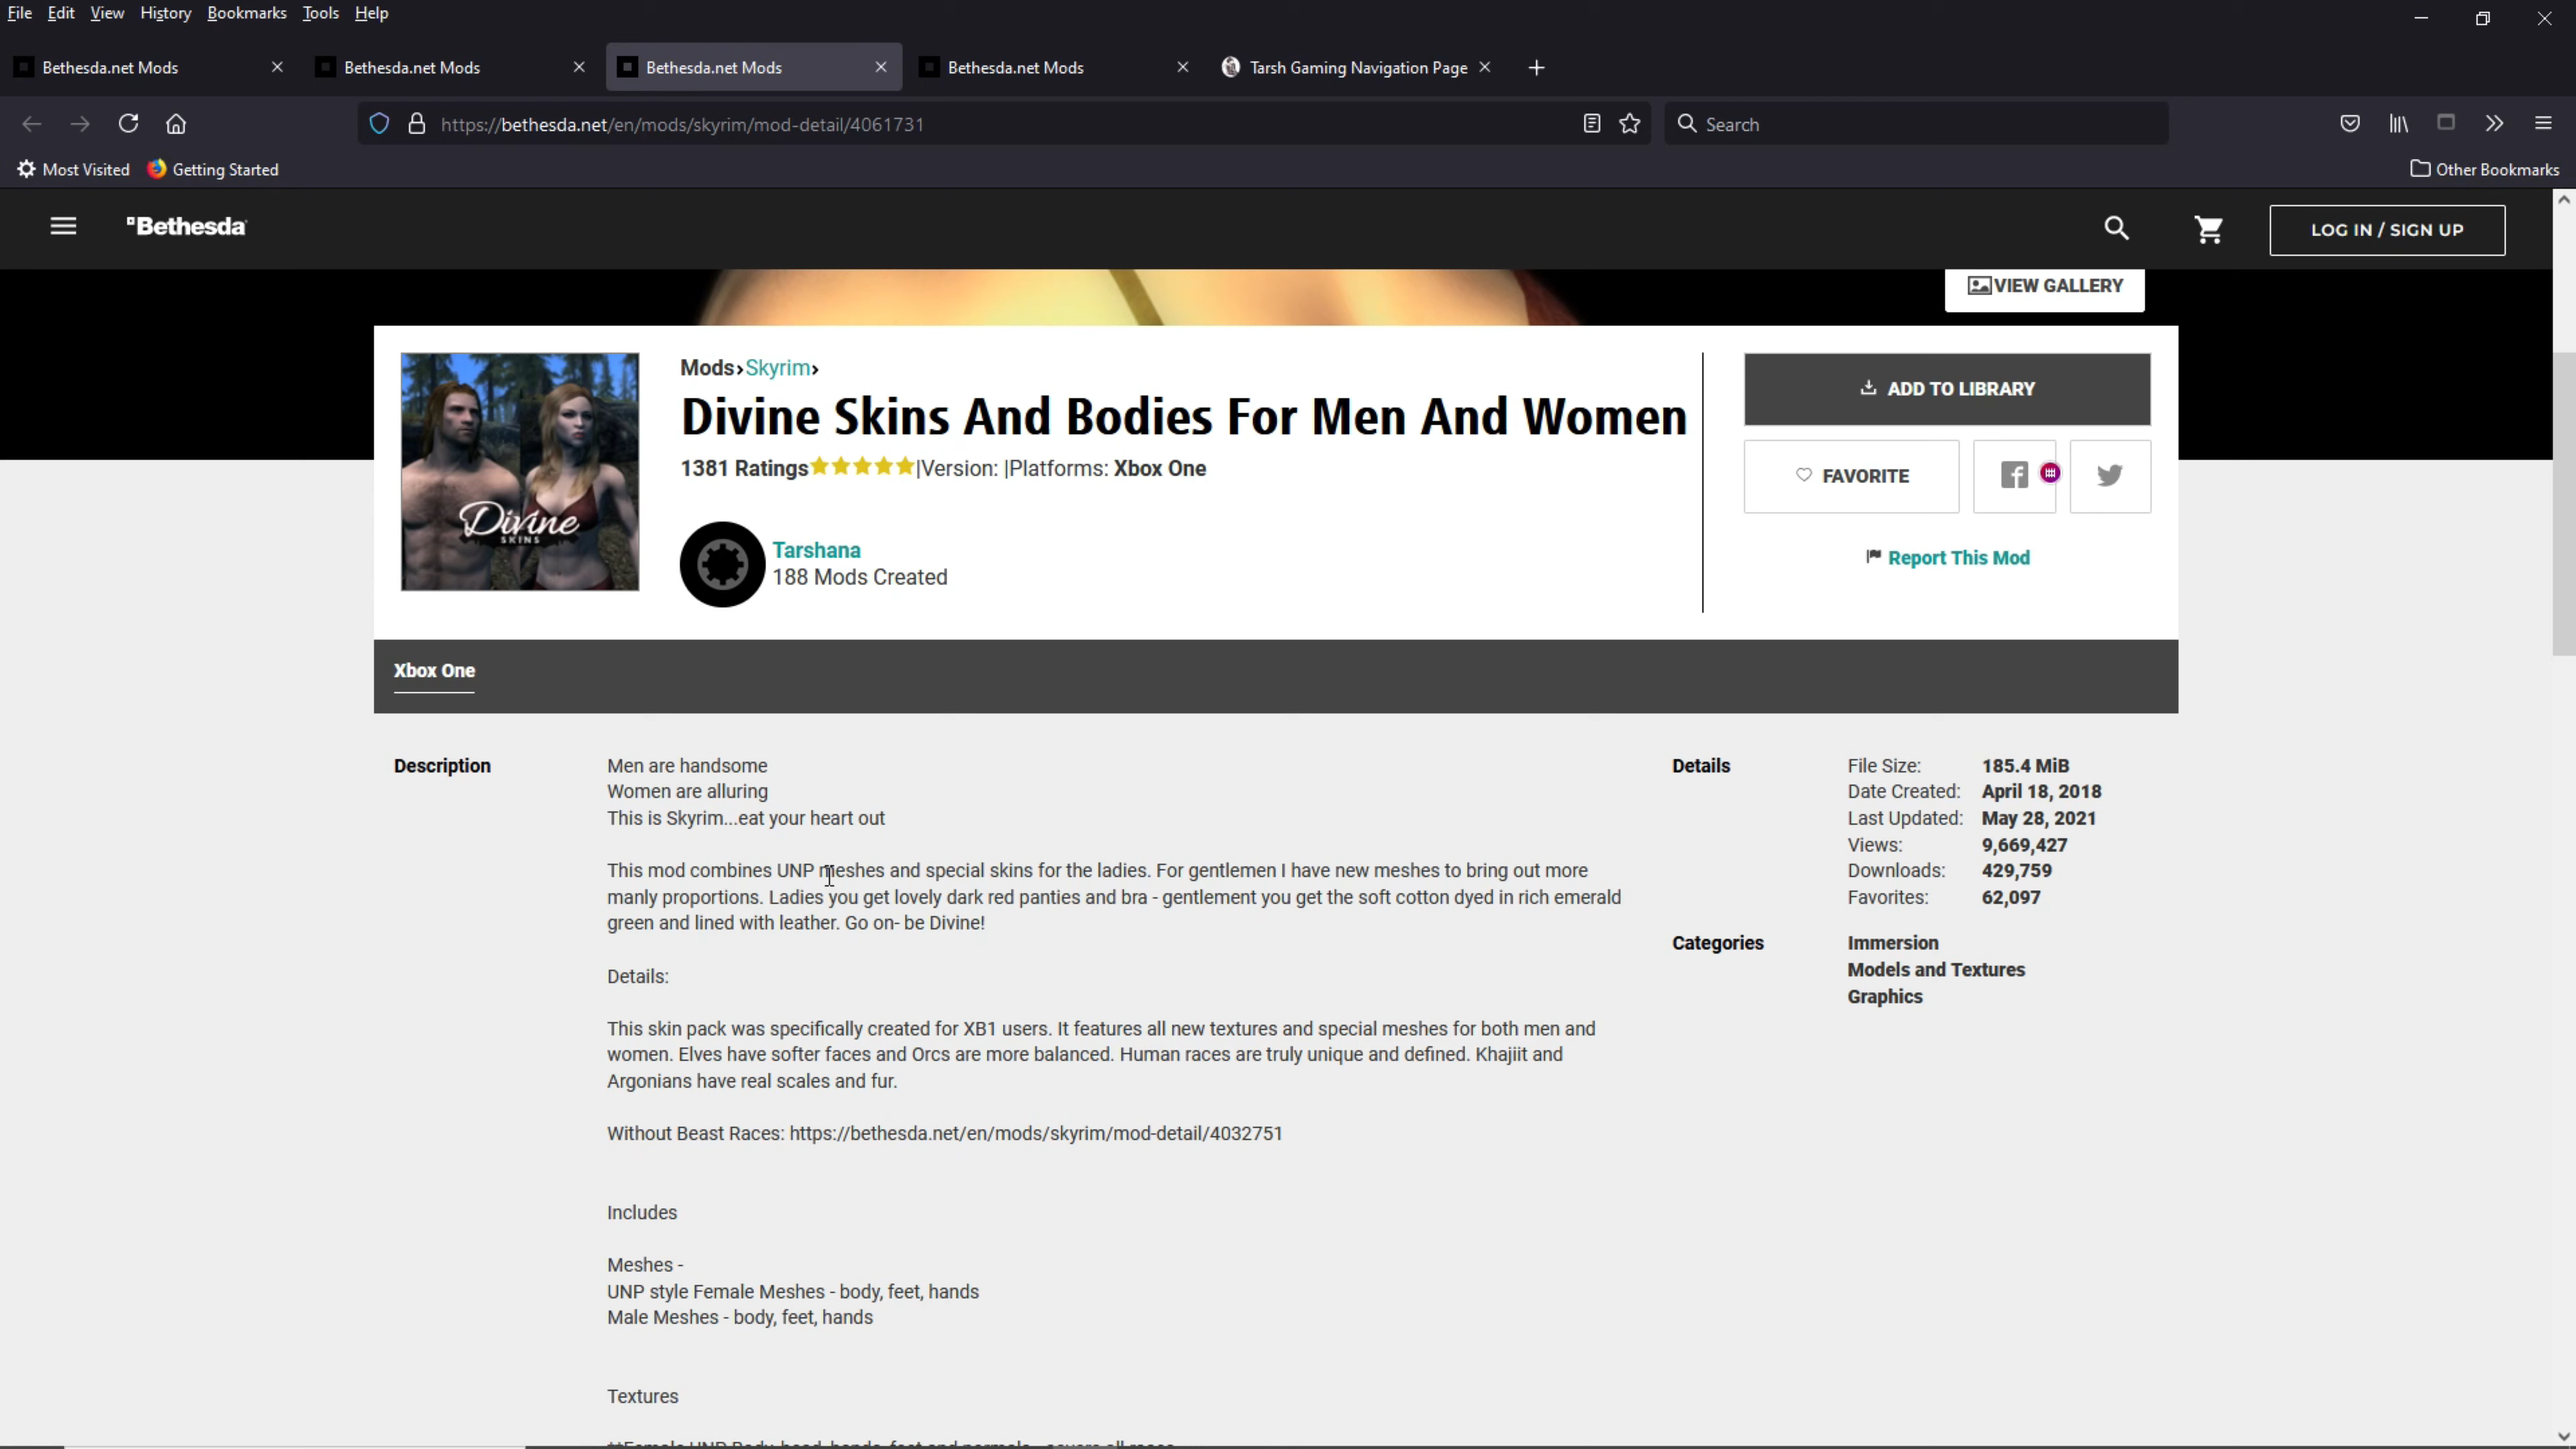 File Edit View History Bookmarks Tools Help
Bethesda.net Mods Bethesda.net Mods Bethesda.net Mods Bethesda.net Mods Tarsh Gaming Navigation Page
https://bethesda.net/en/mods/skyrim/mod-detail/4061731 Search
Most Visited Getting Started Other Bookmarks
Bethesda LOG IN / SIGN UP
VIEW GALLERY
Divine
SKINS
Mods›Skyrim›
Divine Skins And Bodies For Men And Women
1381 Ratings |Version: |Platforms: Xbox One
Tarshana
188 Mods Created
ADD TO LIBRARY
FAVORITE
Report This Mod
Xbox One
Description
Men are handsome
Women are alluring
This is Skyrim...eat your heart out
This mod combines UNP meshes and special skins for the ladies. For gentlemen I have new meshes to bring out more
manly proportions. Ladies you get lovely dark red panties and bra - gentlement you get the soft cotton dyed in rich emerald
green and lined with leather. Go on- be Divine!
Details:
This skin pack was specifically created for XB1 users. It features all new textures and special meshes for both men and
women. Elves have softer faces and Orcs are more balanced. Human races are truly unique and defined. Khajiit and
Argonians have real scales and fur.
Without Beast Races: https://bethesda.net/en/mods/skyrim/mod-detail/4032751
Includes
Meshes -
UNP style Female Meshes - body, feet, hands
Male Meshes - body, feet, hands
Textures
Details
File Size: 185.4 MiB
Date Created: April 18, 2018
Last Updated: May 28, 2021
Views: 9,669,427
Downloads: 429,759
Favorites: 62,097
Categories
Immersion
Models and Textures
Graphics